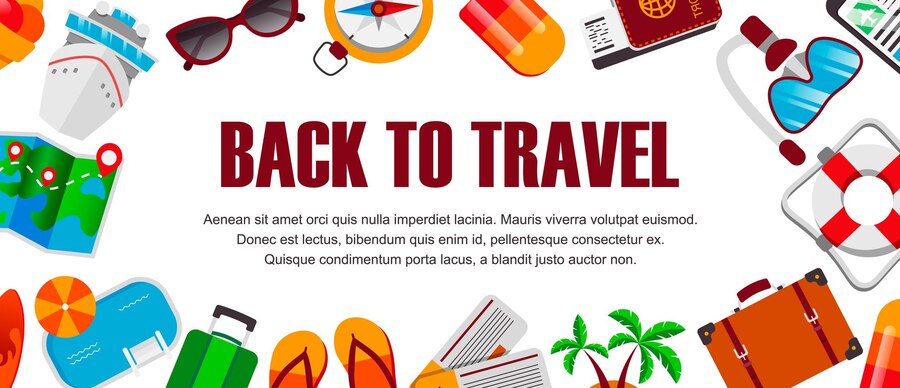 BACK TO TRAVEL
Aenean sit amet orci quis nulla imperdiet lacinia. Mauris viverra volutpat euismod.
Donec est lectus, bibendum quis enim id, pellentesque consectetur ex.
Quisque condimentum porta lacus, a blandit justo auctor non.